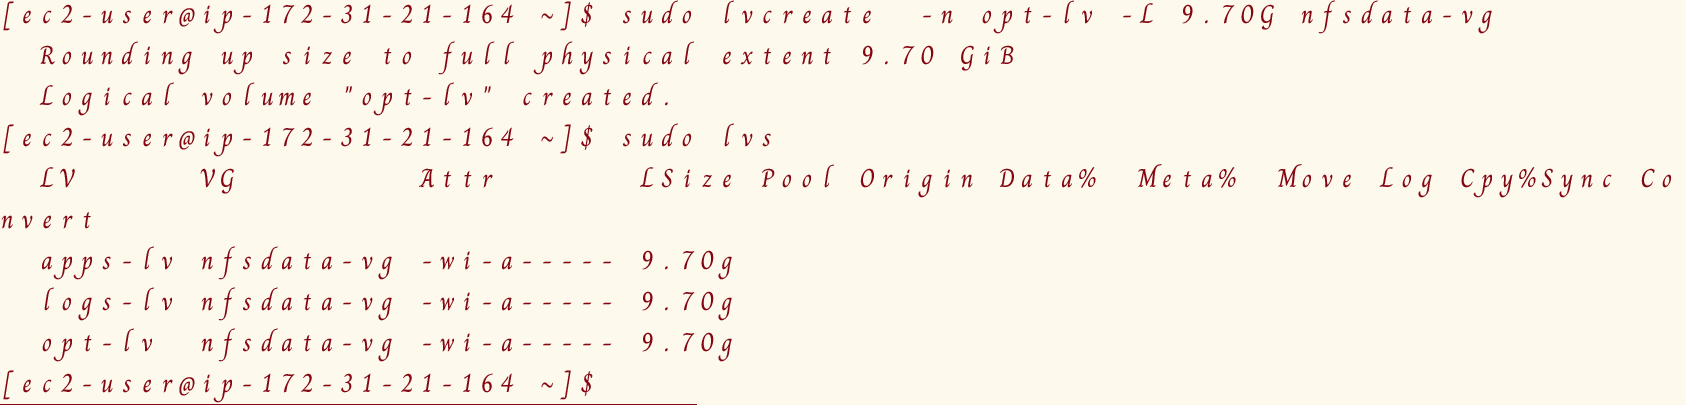 [ec2-user@ip-172-31-21-164 ~]$ sudo lvcreate  -n opt-lv -L 9.70G nfsdata-vg
  Rounding up size to full physical extent 9.70 GiB
  Logical volume "opt-lv" created.
[ec2-user@ip-172-31-21-164 ~]$ sudo lvs
  LV      VG         Attr       LSize Pool Origin Data%  Meta%  Move Log Cpy%Sync Co
nvert
  apps-lv nfsdata-vg -wi-a----- 9.70g
  logs-lv nfsdata-vg -wi-a----- 9.70g
  opt-lv  nfsdata-vg -wi-a----- 9.70g
[ec2-user@ip-172-31-21-164 ~]$